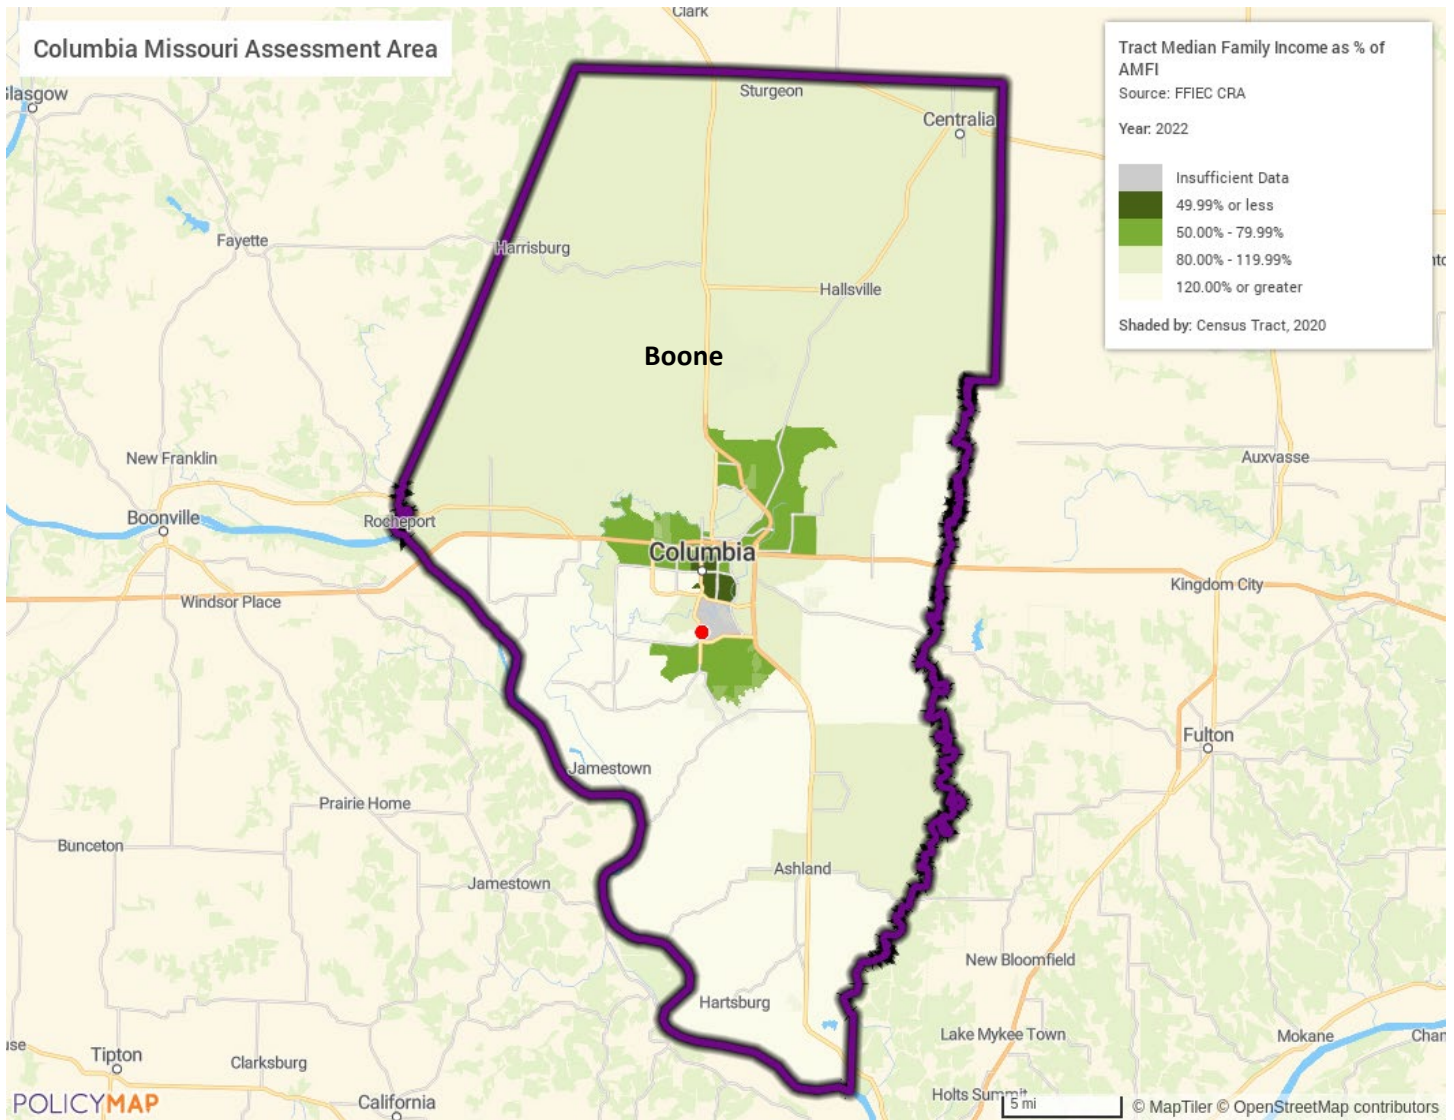 Clark
Columbia Missouri Assessment Area
Tract Median Family Income as % of
AMFI
Source: FFIEC CRA
Year: 2022
Insufficient Data
49.99% or less
50.00% - 79.99%
80.00% - 119.99%
120.00% or greater
Shaded by: Census Tract, 2020
Glasgow
Sturgeon
Centralia
Fayette
Harrisburg
Hallsville
Boone
New Franklin
Auxvasse
Boonville
Rocheport
Columbia
Kingdom City
Windsor Place
Fulton
Jamestown
Prairie Home
Bunceton
Ashland
Jamestown
New Bloomfield
Hartsburg
Lake Mykee Town
Mokane
Tipton
Clarksburg
California
Holts Summit
5 mi
POLICYMAP
© MapTiler © OpenStreetMap contributors